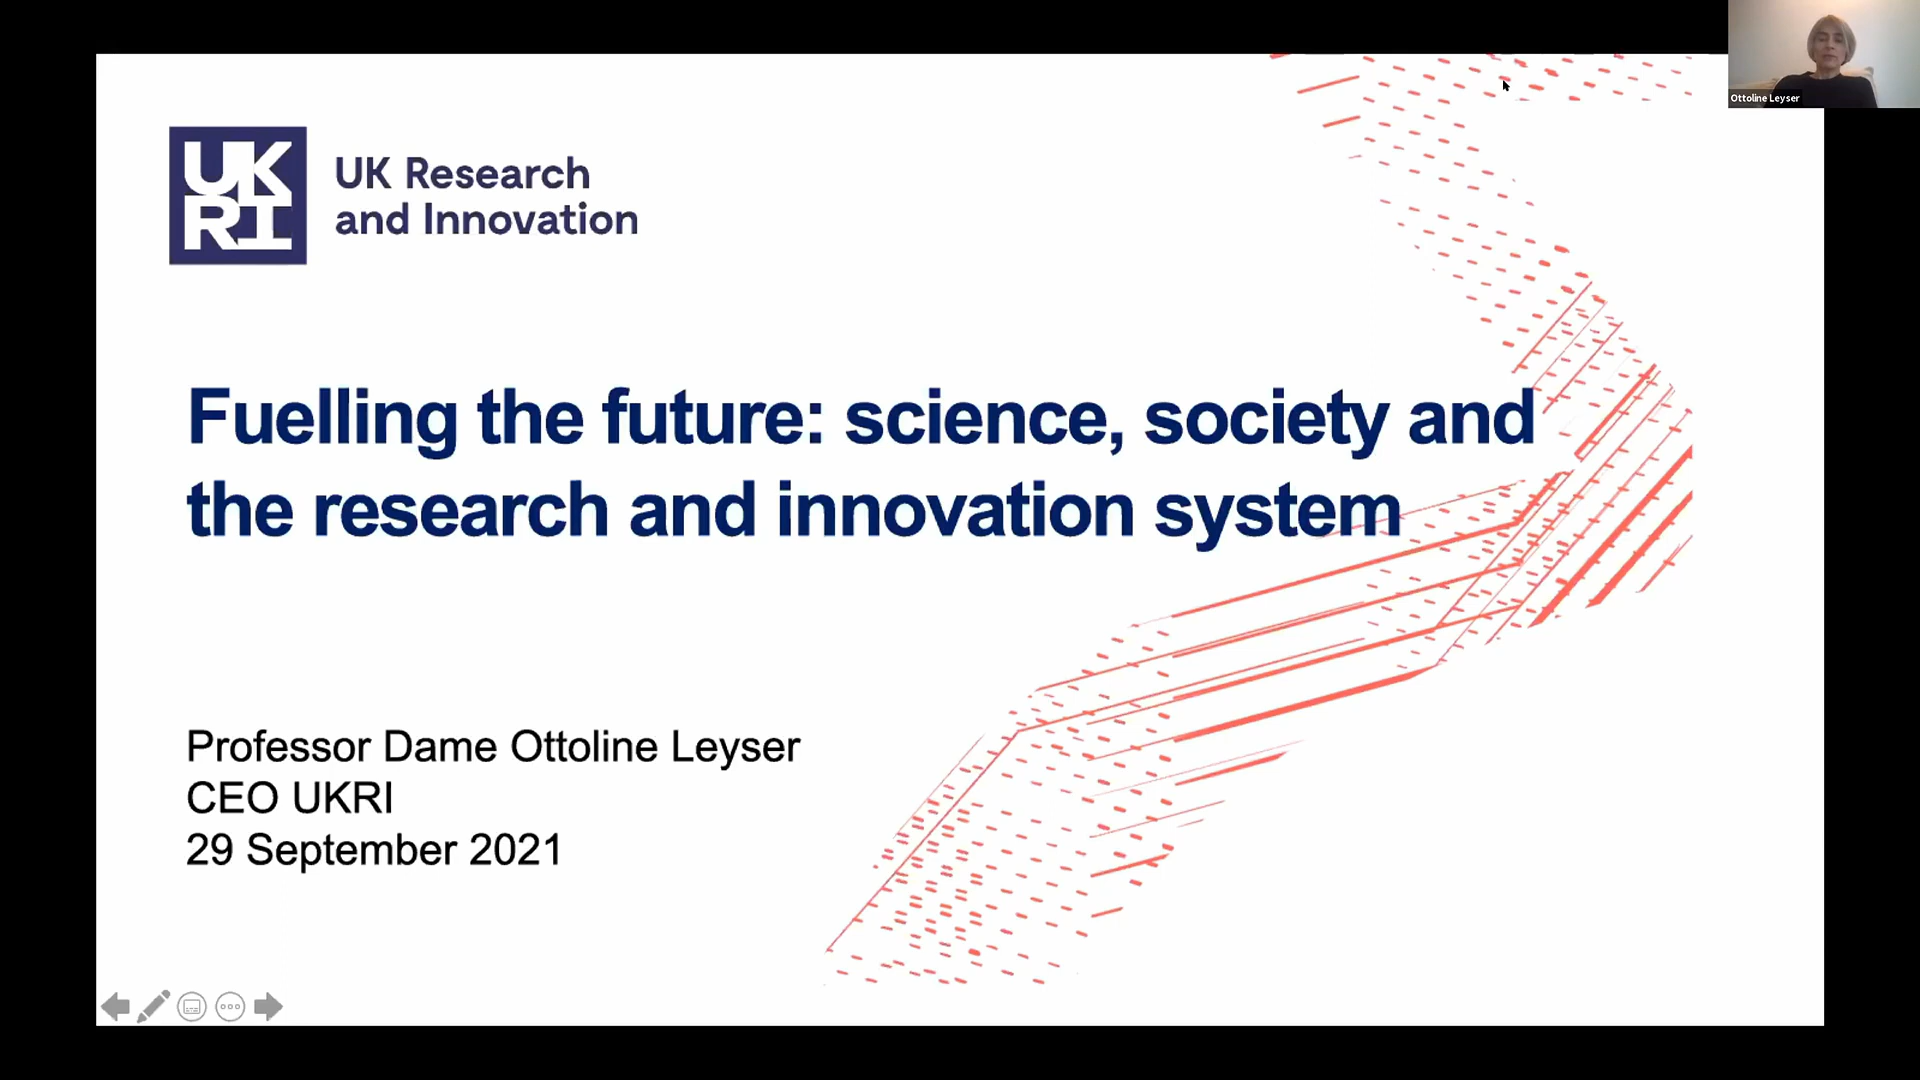 Ottoline Leyser
UK
RI
UK Research
and Innovation
Fuelling the future: science, society and
the research and innovation system
Professor Dame Ottoline Leyser
CEO UKRI
29 September 2021